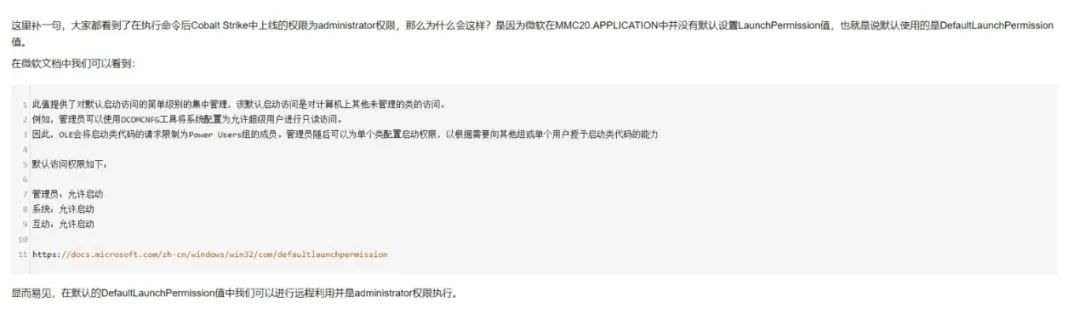 这里补一句，大家都看到了在执行命令后Cobalt Strike中上线的权限为administrator权限，那么为什么会这样？是因为微软在MMC20.APPLICATION中并没有默认设置LaunchPermission值，也就是说默认使用的是DefaultLaunchPermission
值。
在微软文档中我们可以看到：
1 此值提供了对默认启动访问的简单级别的集中管理，该默认启动访问是对计算机上其他未管理的类的访问。
2 例如，管理员可以使用DCOMCNFG工具将系统配置为允许超级用户进行只读访问。
3 因此，OLE会将启动类代码的请求限制为Power Users组的成员。管理员随后可以为单个类配置启动权限，以根据需要向其他组或单个用户授予启动类代码的能力
4
5 默认访问权限如下：
6
7 管理员：允许启动
8 系统：允许启动
9 互动：允许启动
10
11 https://docs.microsoft.com/zh-cn/windows/win32/com/defaultlaunchpermission
显而易见，在默认的DefaultLaunchPermission值中我们可以进行远程利用并是administrator权限执行。